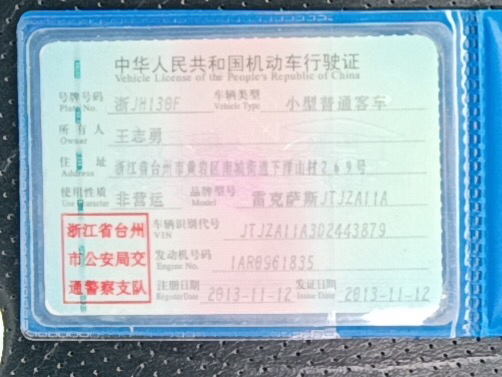 中华人民共和国机动车行驶证
Vehicle License of the People's Republic of China
号牌号码 浙JH138F 车辆类型 小型普通客车
Plate No. Vehicle Type
所有人 王志勇
Owner
住址 浙江省台州市黄岩区南城街道下洋山村269号
Address
使用性质 非营运 品牌型号 雷克萨斯JTJZA11A
Use Character Model
浙江省台州 车辆识别代号 JTJZA11A302443879
VIN
市公安局交 发动机号码 1AR0961835
Engine No.
通警察支队 注册日期 2013-11-12 发证日期 2013-11-12
Register Date Issue Date